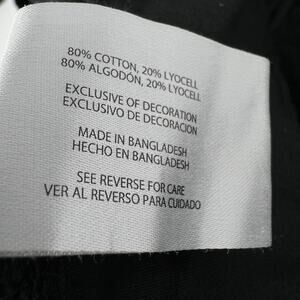 80% COTTON, 20% LYOCELL
80% ALGODÓN, 20% LYOCELL
EXCLUSIVE OF DECORATION
EXCLUSIVO DE DECORACION
MADE IN BANGLADESH
HECHO EN BANGLADESH
SEE REVERSE FOR CARE
VER AL REVERSO PARA CUIDADO